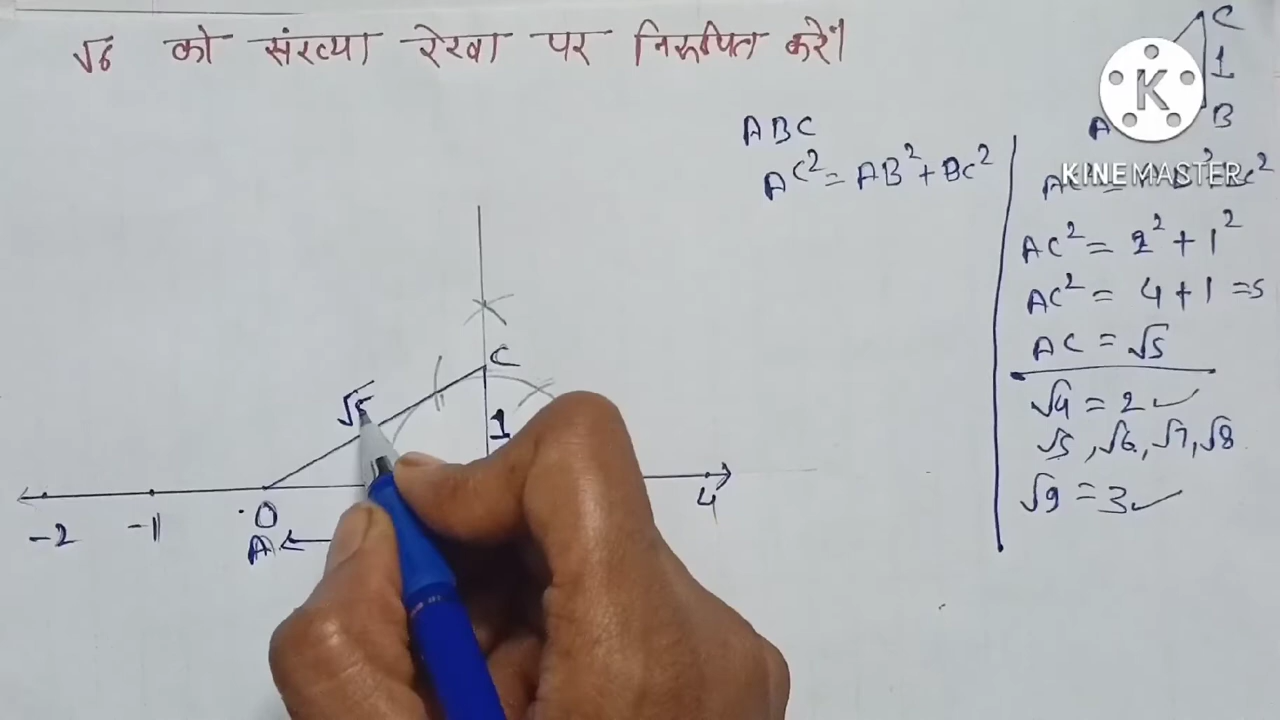 √6 को संख्या रेखा पर निरूपित करें।
C
1
A B
K
KINEMASTER
ABC
AC² = AB² + BC²
AC² = 2² + 1²
AC² = 4 + 1 = 5
AC = √5
√4 = 2 ✓
√5, √6, √7, √8
√9 = 3 ✓
C
√5
1
-2 -1 0 4
A ←